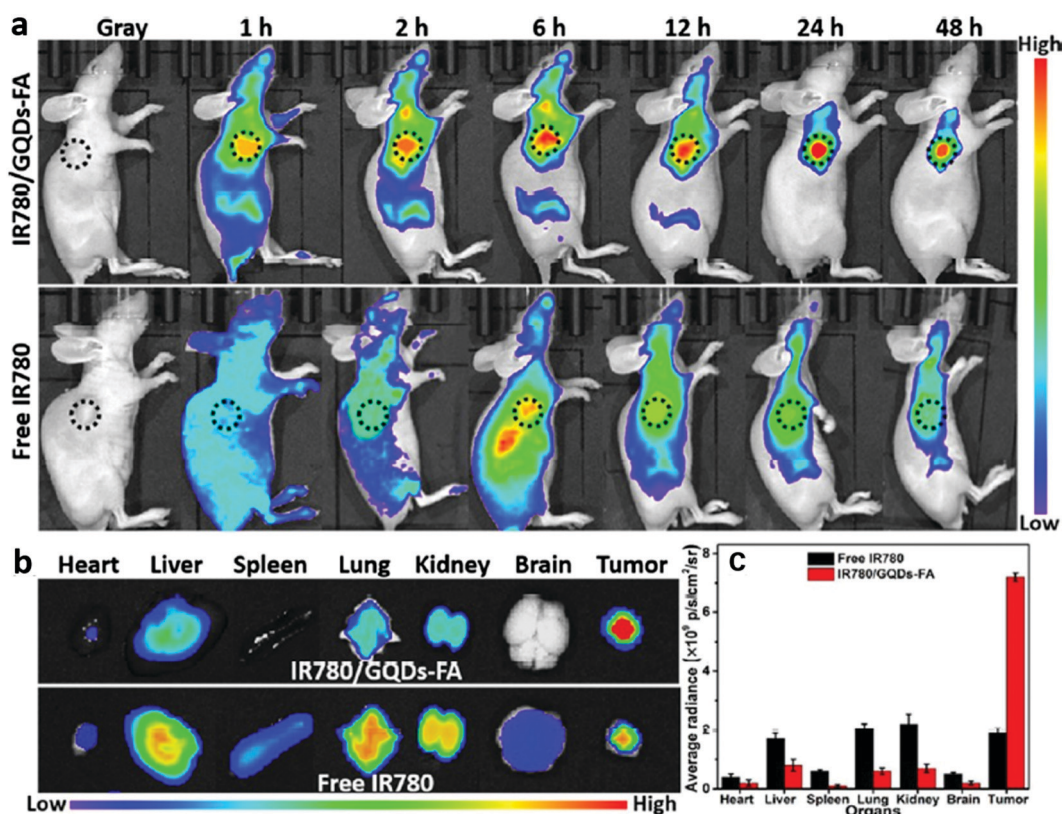 a
Gray 1 h 2 h 6 h 12 h 24 h 48 h
High
IR780/GQDs-FA
Free IR780
Low
b
Heart Liver Spleen Lung Kidney Brain Tumor
IR780/GQDs-FA
Free IR780
Low High
c
Free IR780
IR780/GQDs-FA
Average radiance (×10⁹ p/s/cm²/sr)
8
6
4
2
0
Heart Liver Spleen Lung Kidney Brain Tumor
Organs